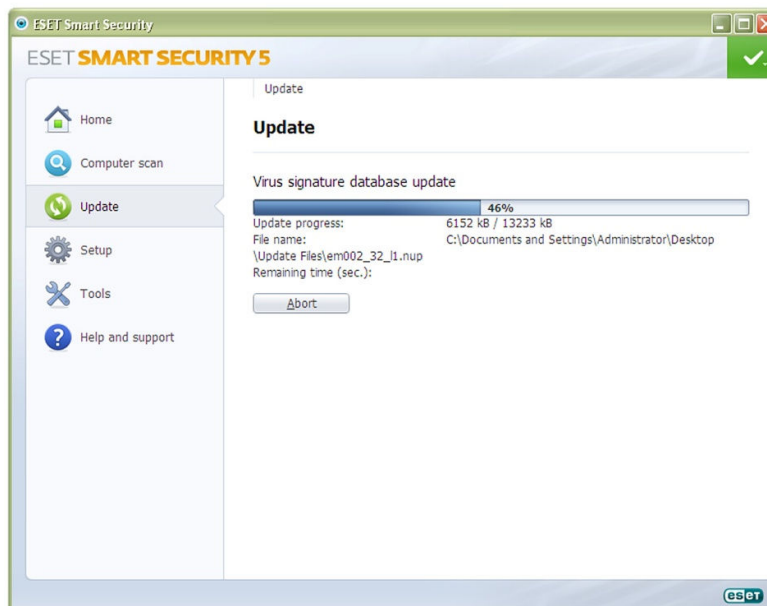 ESET Smart Security
ESET SMART SECURITY 5
Update
Home
Computer scan
Update
Setup
Tools
Help and support
Update
Virus signature database update
46%
Update progress: 6152 kB / 13233 kB
File name: C:\Documents and Settings\Administrator\Desktop
\Update Files\em002_32_l1.nup
Remaining time (sec.):
Abort
eset